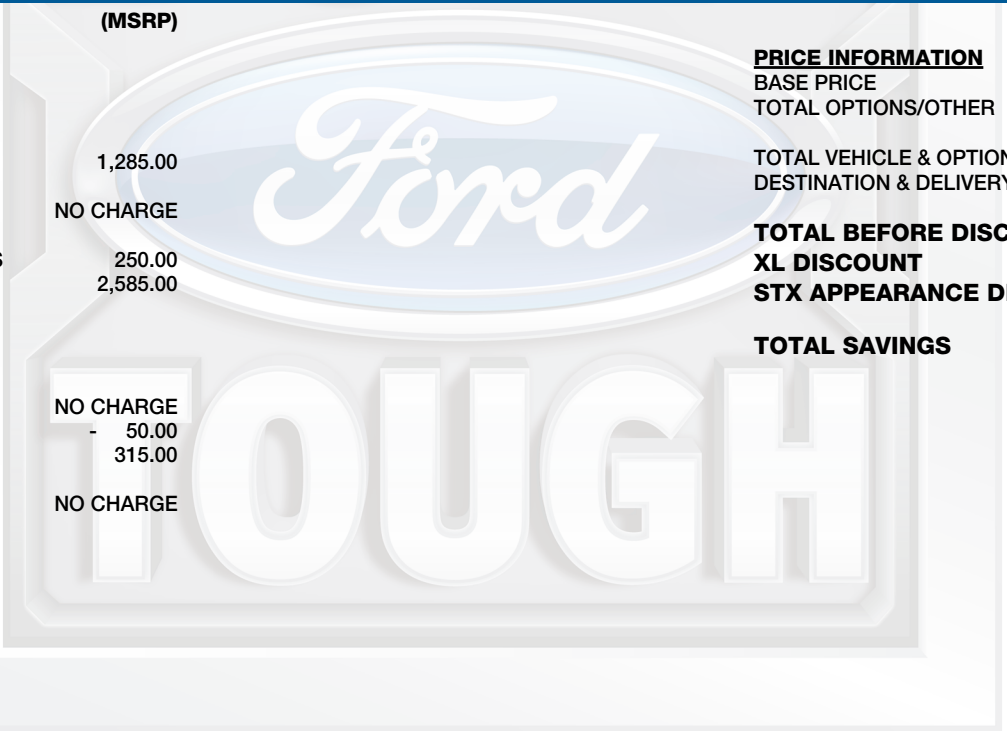 (MSRP)
1,285.00
NO CHARGE
S 250.00
2,585.00
NO CHARGE
- 50.00
315.00
NO CHARGE
PRICE INFORMATION
BASE PRICE
TOTAL OPTIONS/OTHER
TOTAL VEHICLE & OPTION
DESTINATION & DELIVERY
TOTAL BEFORE DISC
XL DISCOUNT
STX APPEARANCE D
TOTAL SAVINGS
Ford
TOUGH